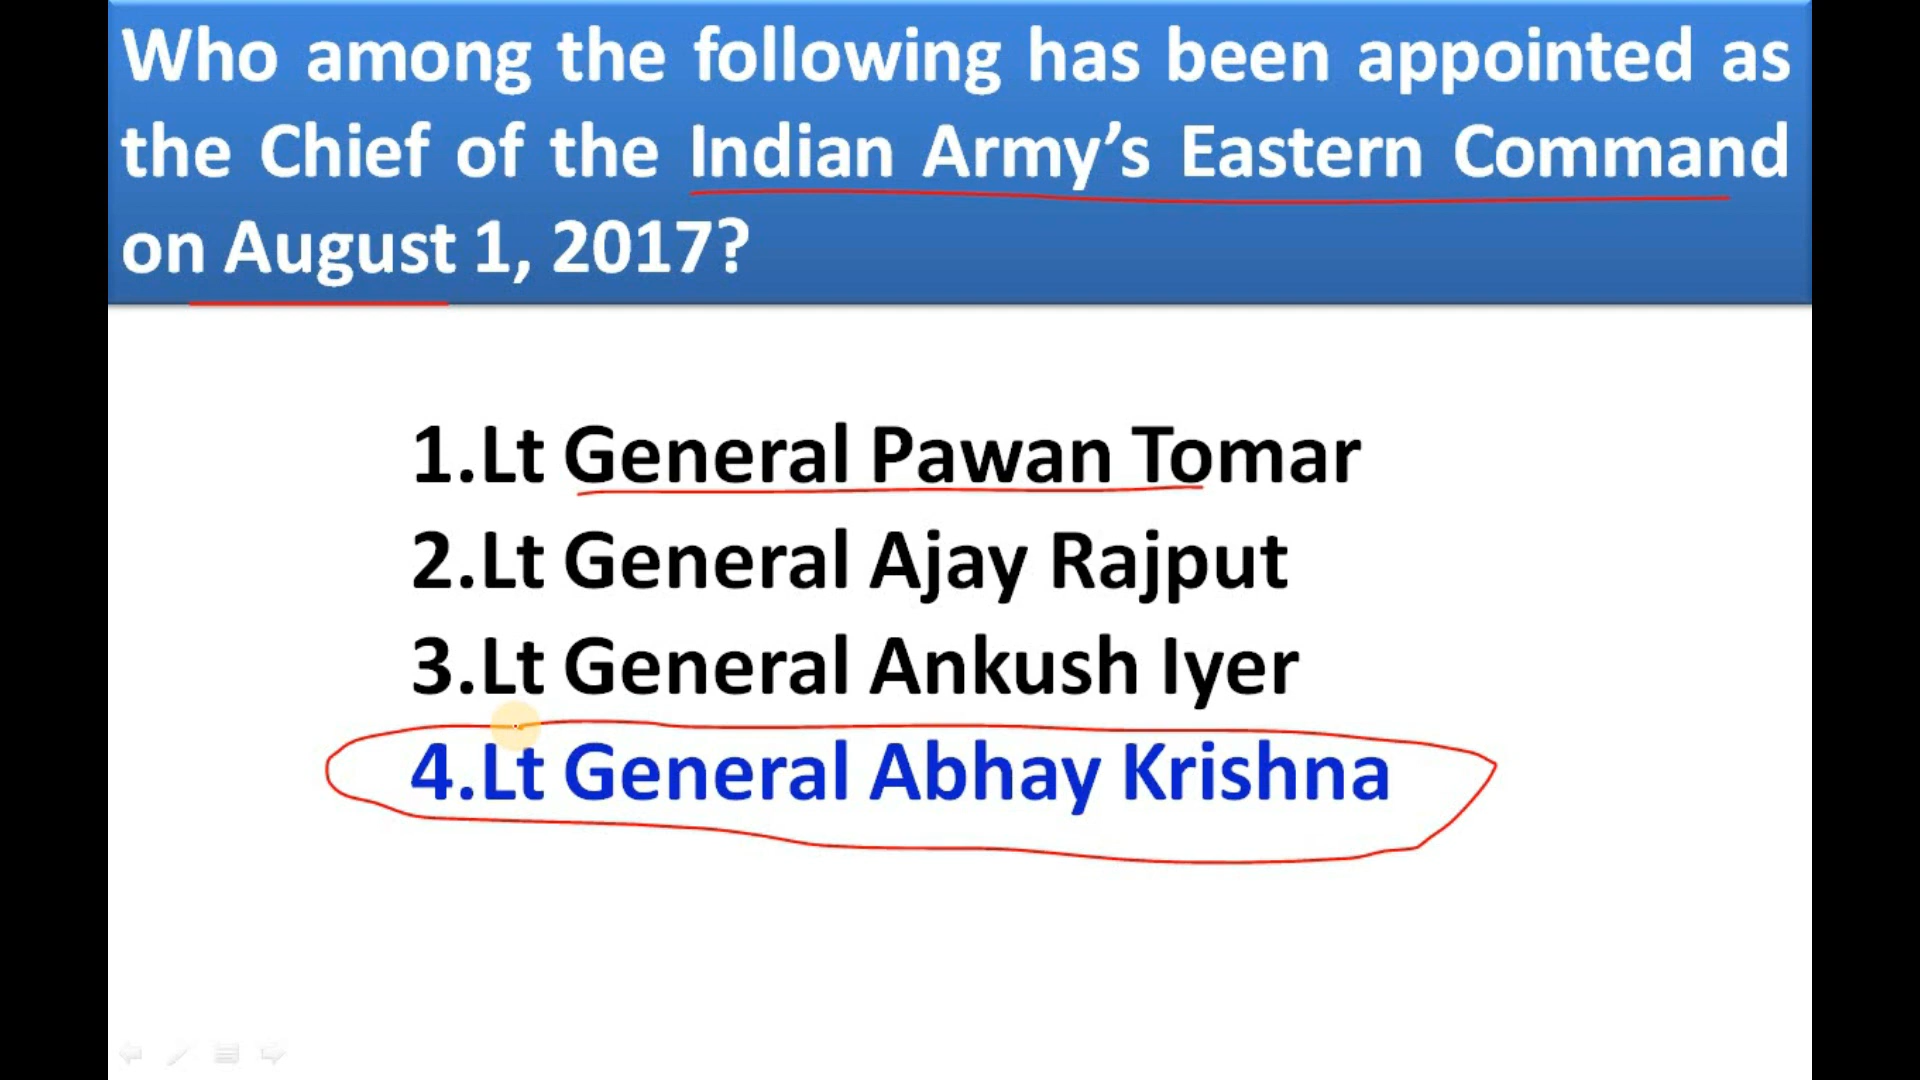 Who among the following has been appointed as
the Chief of the Indian Army’s Eastern Command
on August 1, 2017?
1.Lt General Pawan Tomar
2.Lt General Ajay Rajput
3.Lt General Ankush Iyer
4.Lt General Abhay Krishna